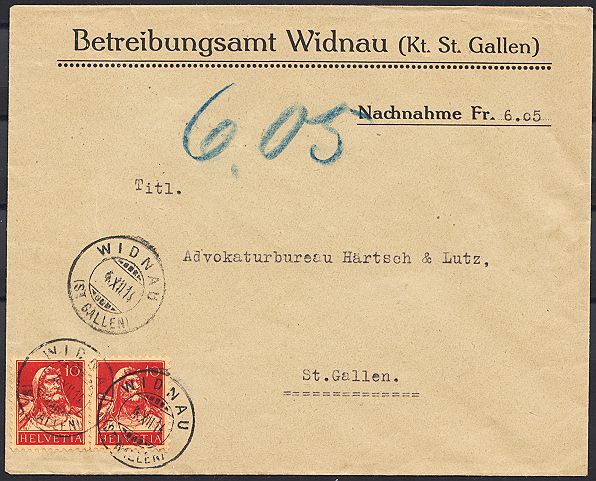 Betreibungsamt Widnau (Kt. St. Gallen)
Nachnahme Fr. 6.05
6.05
Titl.
Advokaturbureau Härtsch & Lutz,
St.Gallen.
WIDNAU
(ST. GALLEN)
WIDNAU
10
10
WIDNAU
HELVETIA
HELVETIA